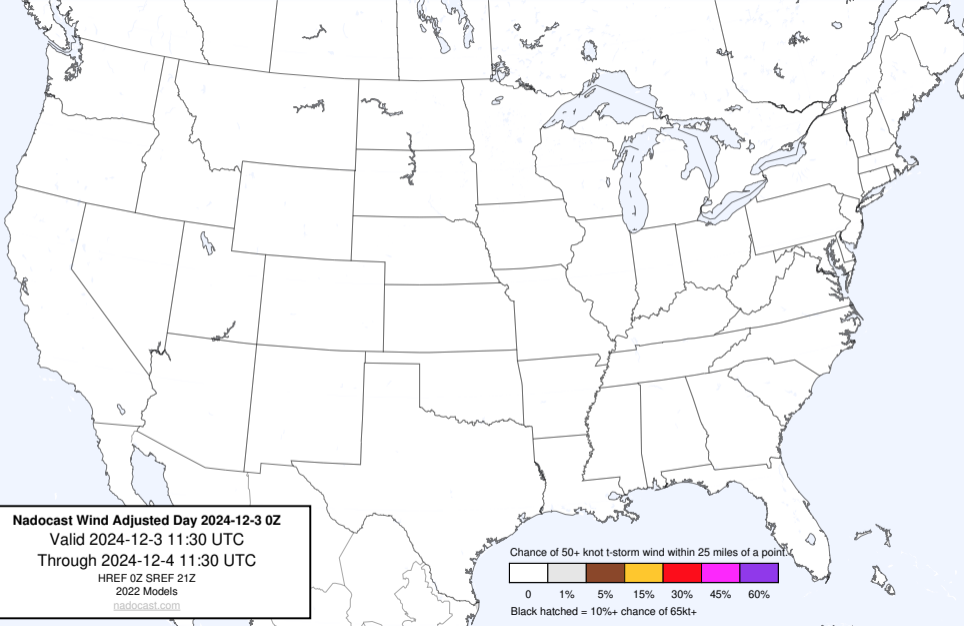 Nadocast Wind Adjusted Day 2024-12-3 0Z
Valid 2024-12-3 11:30 UTC
Through 2024-12-4 11:30 UTC
HREF 0Z SREF 21Z
2022 Models
nadocast.com
Chance of 50+ knot t-storm wind within 25 miles of a point.
0 1% 5% 15% 30% 45% 60%
Black hatched = 10%+ chance of 65kt+